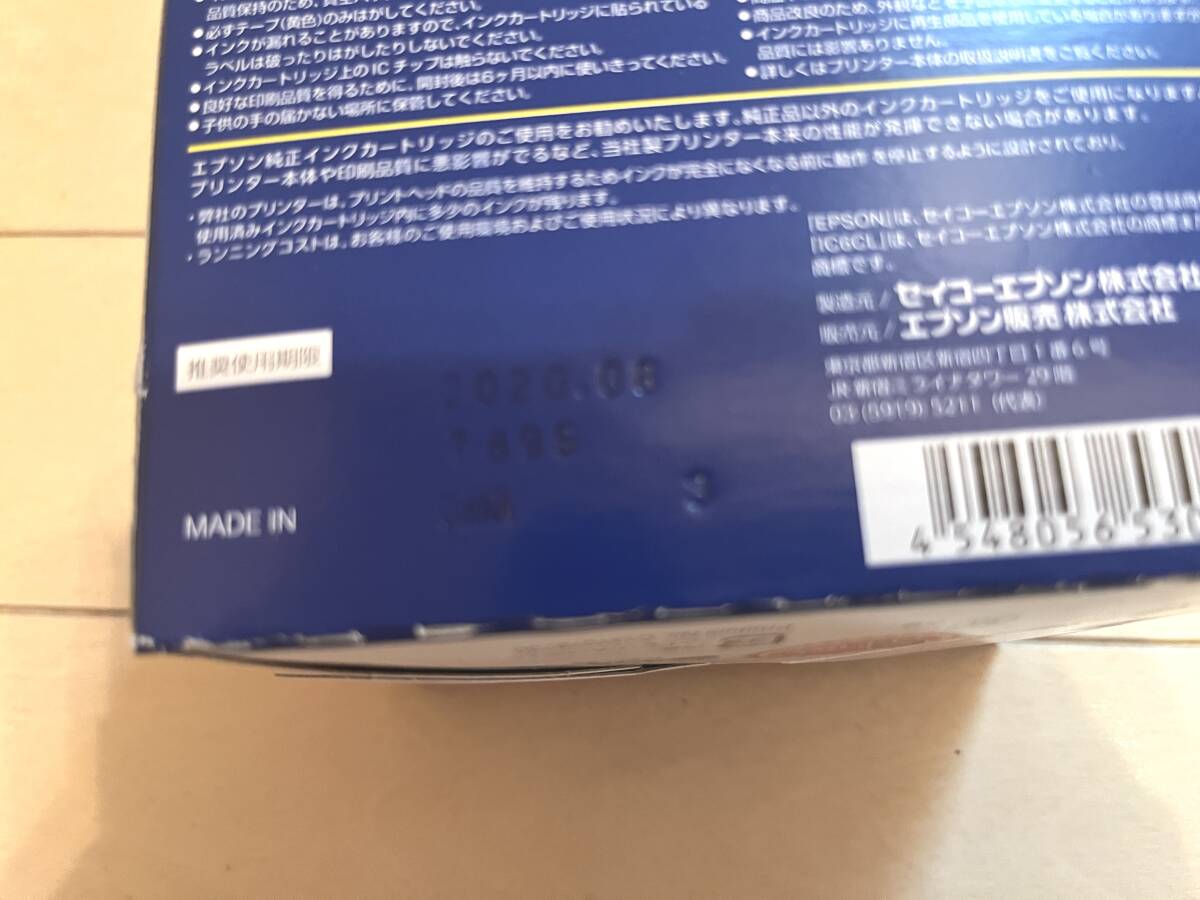 品質保持のため、
必ずテープ(黄色)のみはがしてください。
●インクが漏れることがありますので、インクカートリッジに貼られている
ラベルは破ったりはがしたりしないでください。
●インクカートリッジ上のICチップは触らないでください。
●良好な印刷品質を得るために、開封後は6ヶ月以内に使いきってください。
●子供の手の届かない場所に保管してください。
●商品改良のため、外観など
●インクカートリッジに再生部品を使用している場合があります
品質には影響ありません。
●詳しくはプリンター本体の取扱説明書をご覧ください。
エプソン純正インクカートリッジのご使用をお勧めいたします。純正品以外のインクカートリッジをご使用になります
プリンター本体や印刷品質に悪影響がでるなど、当社製プリンター本来の性能が発揮できない場合があります。
・弊社のプリンターは、プリントヘッドの品質を維持するためインクが完全になくなる前に動作を停止するように設計されており、
使用済みインクカートリッジ内に多少のインクが残ります。
・ランニングコストは、お客様のご使用環境およびご使用状況により異なります。
「EPSON」は、セイコーエプソン株式会社の登録商
「IC6CL」は、セイコーエプソン株式会社の商標ま
商標です。
製造元/セイコーエプソン株式会社
販売元/エプソン販売株式会社
東京都新宿区新宿四丁目1番6号
JR新宿ミライナタワー 29階
03 (5919) 5211 (代表)
推奨使用期限
2020.08
MADE IN
4 548056 530